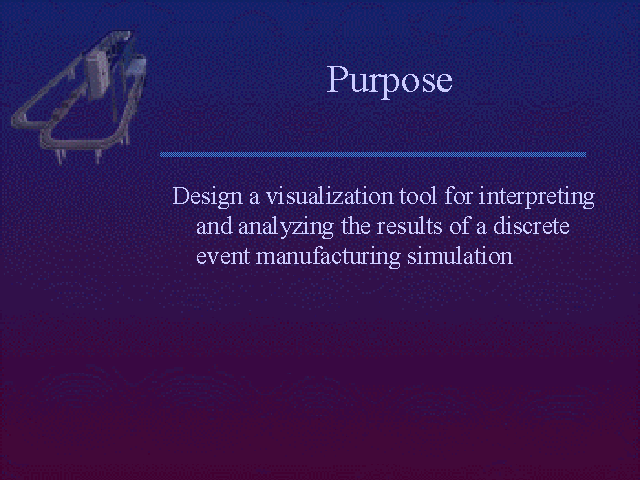 Purpose
Design a visualization tool for interpreting
and analyzing the results of a discrete
event manufacturing simulation